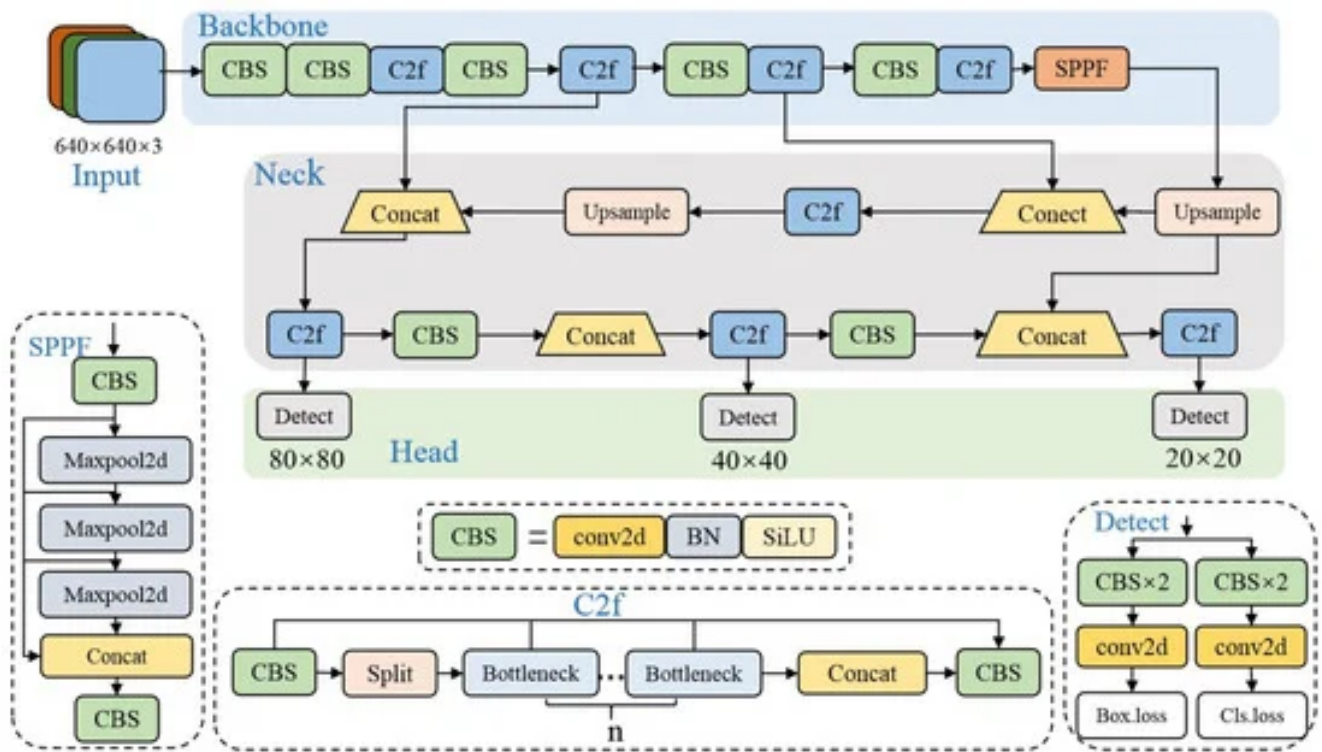 Backbone
CBS CBS C2f CBS C2f CBS C2f CBS C2f SPPF
640×640×3
Input
Neck
Concat Upsample C2f Conect Upsample
C2f CBS Concat C2f CBS Concat C2f
Detect Detect Detect
80×80 Head 40×40 20×20
SPPF
CBS
Maxpool2d
Maxpool2d
Maxpool2d
Concat
CBS
CBS = conv2d BN SiLU
C2f
CBS Split Bottleneck ... Bottleneck Concat CBS
n
Detect
CBS×2 CBS×2
conv2d conv2d
Box.loss Cls.loss